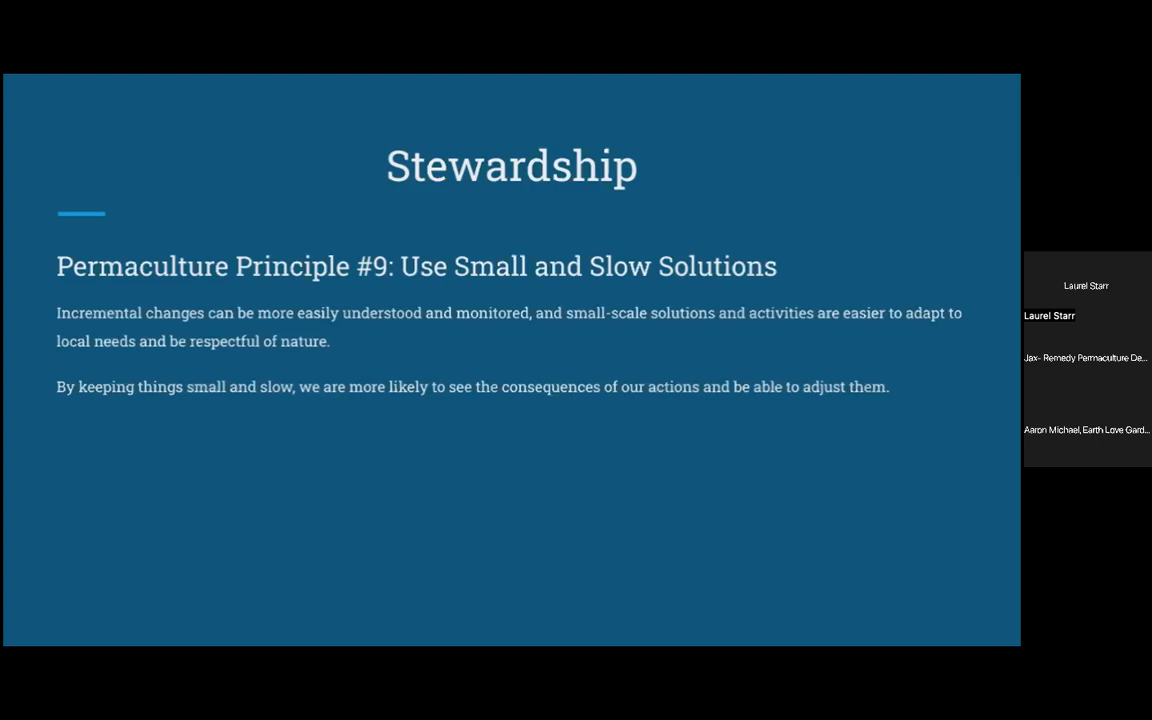 Stewardship
Permaculture Principle #9: Use Small and Slow Solutions
Incremental changes can be more easily understood and monitored, and small-scale solutions and activities are easier to adapt to
local needs and be respectful of nature.
By keeping things small and slow, we are more likely to see the consequences of our actions and be able to adjust them.
Laurel Starr
Laurel Starr
Jax- Remedy Permaculture De...
Aaron Michael, Earth Love Gard...